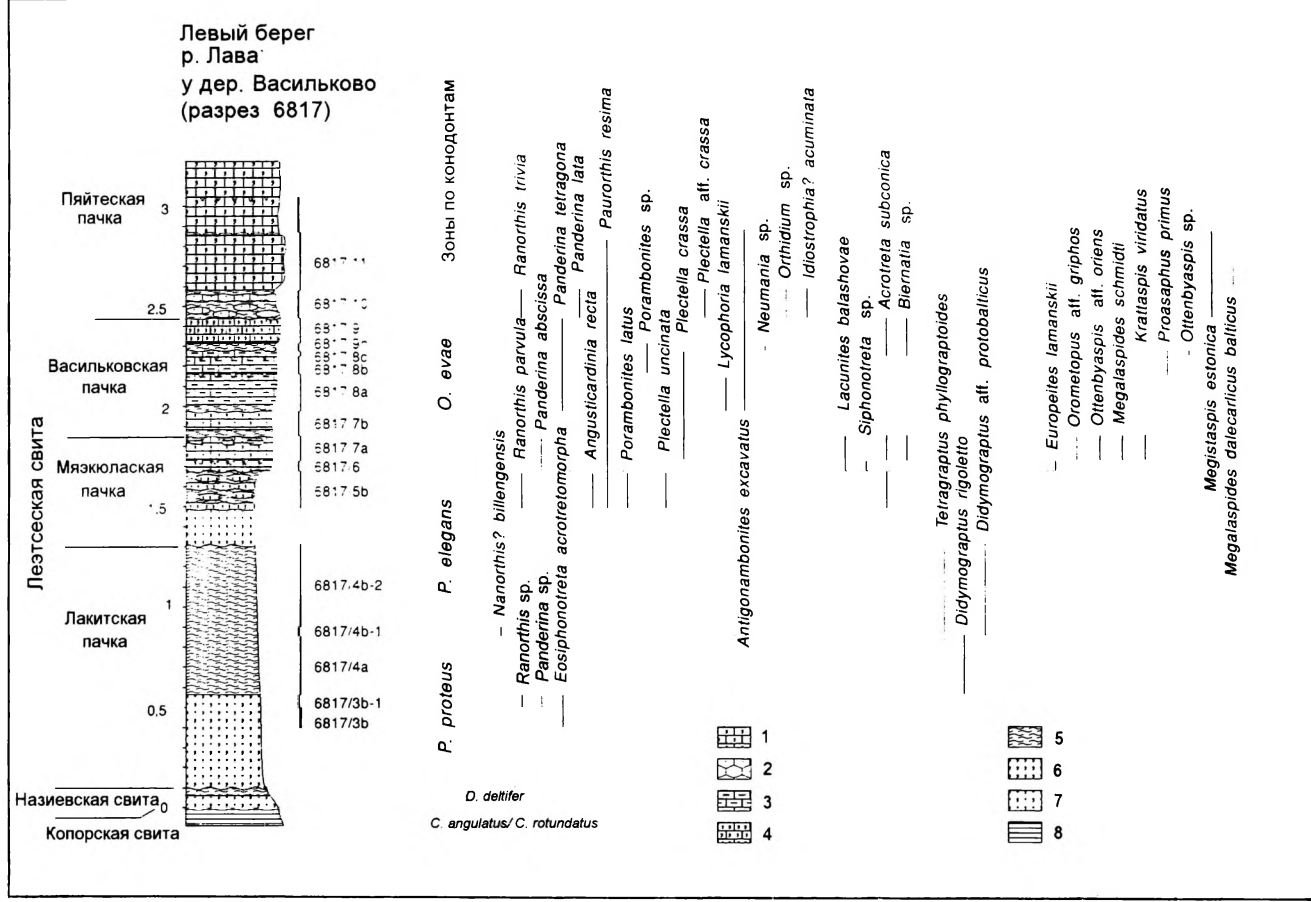 Левый берег
р. Лава
у дер. Васильково
(разрез 6817)
Леэтсеская свита
Пяйтеская
пачка
Васильковская
пачка
Мяэкюлаская
пачка
Лакитская
пачка
Назиевская свита
Копорская свита
3
2.5
2
1.5
1
0,5
0
6817/4b-2
6817/4b-1
6817/4a
6817/3b-1
6817/3b
Зоны по конодонтам
O. evae
P. elegans
P. proteus
D. deltifer
C. angulatus/ C. rotundatus
Nanorthis? billengensis
Ranorthis sp.
Ranorthis parvula
Ranorthis trivia
Panderina sp.
Panderina abscissa
Eosiphonotreta acrotretomorpha
Panderina tetragona
Panderina lata
Angusticardinia recta
Paurorthis resima
Porambonites latus
Porambonites sp.
Plectella uncinata
Plectella crassa
Plectella aff. crassa
Lycophoria lamanskii
Antigonambonites excavatus
Neumania sp.
Orthidium sp.
Idiostrophia? acuminata
Lacunites balashovae
Siphonotreta sp.
Acrotreta subconica
Biernatia sp.
Tetragraptus phyllograptoides
Didymograptus rigoletto
Didymograptus aff. protobalticus
Europeites lamanskii
Orometopus aff. griphos
Ottenbyaspis aff. oriens
Megalaspides schmidti
Krattaspis viridatus
Proasaphus primus
Ottenbyaspis sp.
Megistaspis estonica
Megalaspides dalecarlicus balticus
1
2
3
4
5
6
7
8